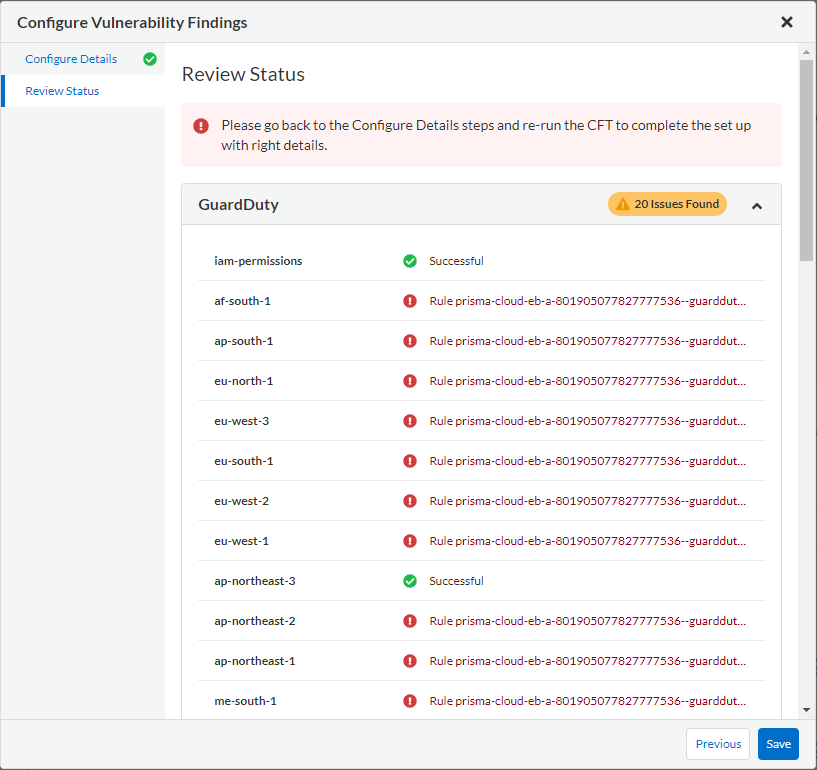 Configure Vulnerability Findings
Configure Details
Review Status
Review Status
Please go back to the Configure Details steps and re-run the CFT to complete the set up
with right details.
GuardDuty
20 Issues Found
iam-permissions Successful
af-south-1 Rule prisma-cloud-eb-a-801905077827777536--guarddut...
ap-south-1 Rule prisma-cloud-eb-a-801905077827777536--guarddut...
eu-north-1 Rule prisma-cloud-eb-a-801905077827777536--guarddut...
eu-west-3 Rule prisma-cloud-eb-a-801905077827777536--guarddut...
eu-south-1 Rule prisma-cloud-eb-a-801905077827777536--guarddut...
eu-west-2 Rule prisma-cloud-eb-a-801905077827777536--guarddut...
eu-west-1 Rule prisma-cloud-eb-a-801905077827777536--guarddut...
ap-northeast-3 Successful
ap-northeast-2 Rule prisma-cloud-eb-a-801905077827777536--guarddut...
ap-northeast-1 Rule prisma-cloud-eb-a-801905077827777536--guarddut...
me-south-1 Rule prisma-cloud-eb-a-801905077827777536--guarddut...
Previous
Save